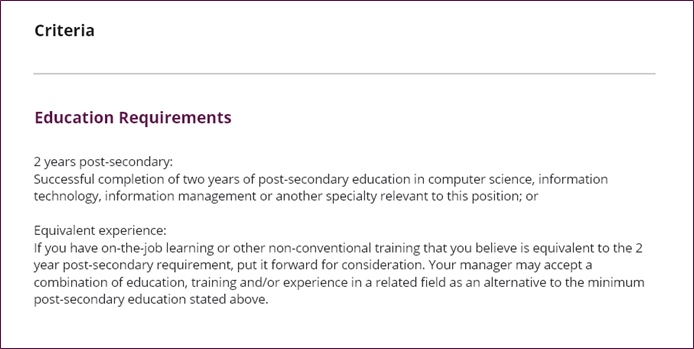 Criteria
Education Requirements
2 years post-secondary:
Successful completion of two years of post-secondary education in computer science, information
technology, information management or another specialty relevant to this position; or
Equivalent experience:
If you have on-the-job learning or other non-conventional training that you believe is equivalent to the 2
year post-secondary requirement, put it forward for consideration. Your manager may accept a
combination of education, training and/or experience in a related field as an alternative to the minimum
post-secondary education stated above.